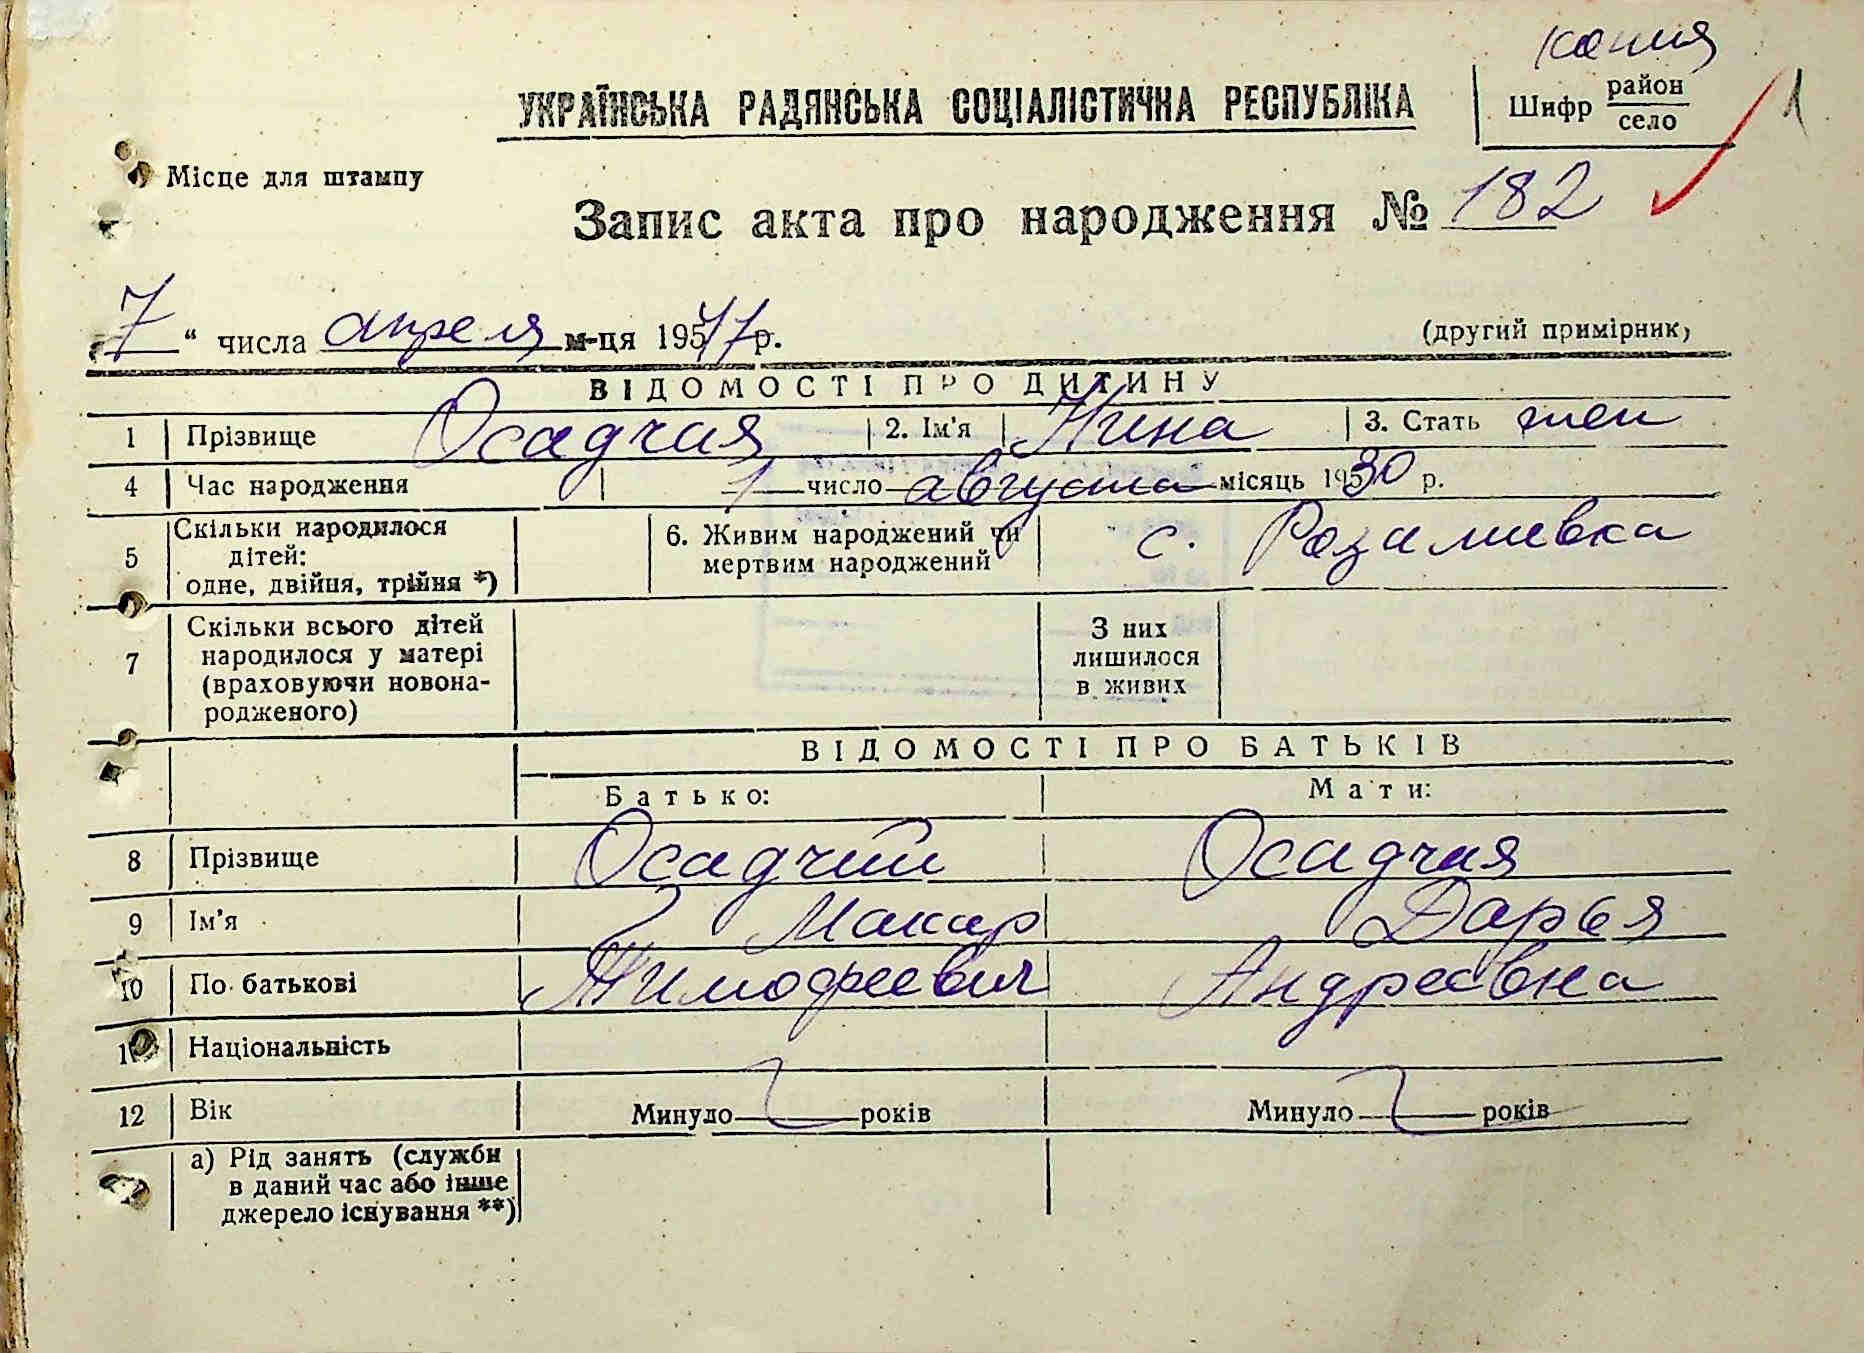 копия
УКРАЇНСЬКА РАДЯНСЬКА СОЦІАЛІСТИЧНА РЕСПУБЛІКА
Шифр район село
1
Місце для штампу
Запис акта про народження № 182
7 “ числа апреля м-ця 1947 р.
(другий примірник)
ВІДОМОСТІ ПРО ДИТИНУ
1 Прізвище Осадчая 2. Ім'я Нина 3. Стать жен
4 Час народження 1 число августа місяць 1930 р.
5 Скільки народилося
дітей:
одне, двійня, трійня *)
6. Живим народжений чи
мертвим народжений
с. Розаливка
7 Скільки всього дітей
народилося у матері
(враховуючи новона-
родженого)
З них
лишилося
в живих
ВІДОМОСТІ ПРО БАТЬКІВ
Батько: Мати:
8 Прізвище Осадчий Осадчая
9 Ім'я Макар Дарья
10 По батькові Тимофеевич Андреевна
Національність
12 Вік Минуло років Минуло років
а) Рід занять (служби
в даний час або інше
джерело існування **)